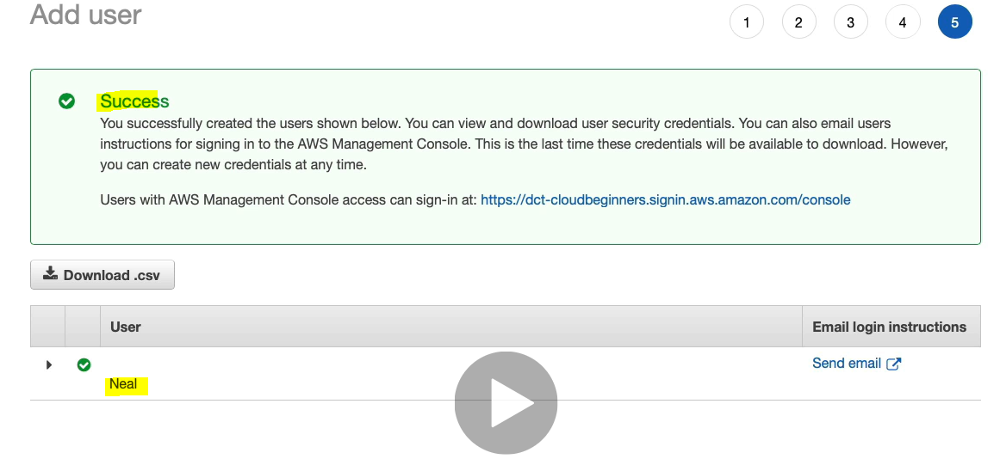 Add user
1 2 3 4 5
Success
You successfully created the users shown below. You can view and download user security credentials. You can also email users
instructions for signing in to the AWS Management Console. This is the last time these credentials will be available to download. However,
you can create new credentials at any time.
Users with AWS Management Console access can sign-in at: https://dct-cloudbeginners.signin.aws.amazon.com/console
Download .csv
User Email login instructions
Send email
Neal